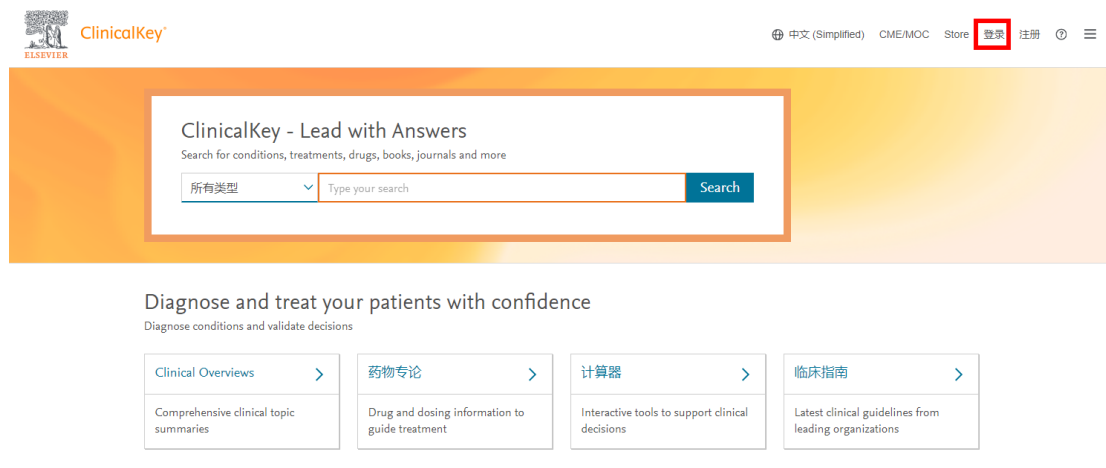 ELSEVIER
ClinicalKey®
中文 (Simplified) CME/MOC Store 登录 注册
ClinicalKey - Lead with Answers
Search for conditions, treatments, drugs, books, journals and more
所有类型 Type your search Search
Diagnose and treat your patients with confidence
Diagnose conditions and validate decisions
Clinical Overviews
Comprehensive clinical topic
summaries
药物专论
Drug and dosing information to
guide treatment
计算器
Interactive tools to support clinical
decisions
临床指南
Latest clinical guidelines from
leading organizations